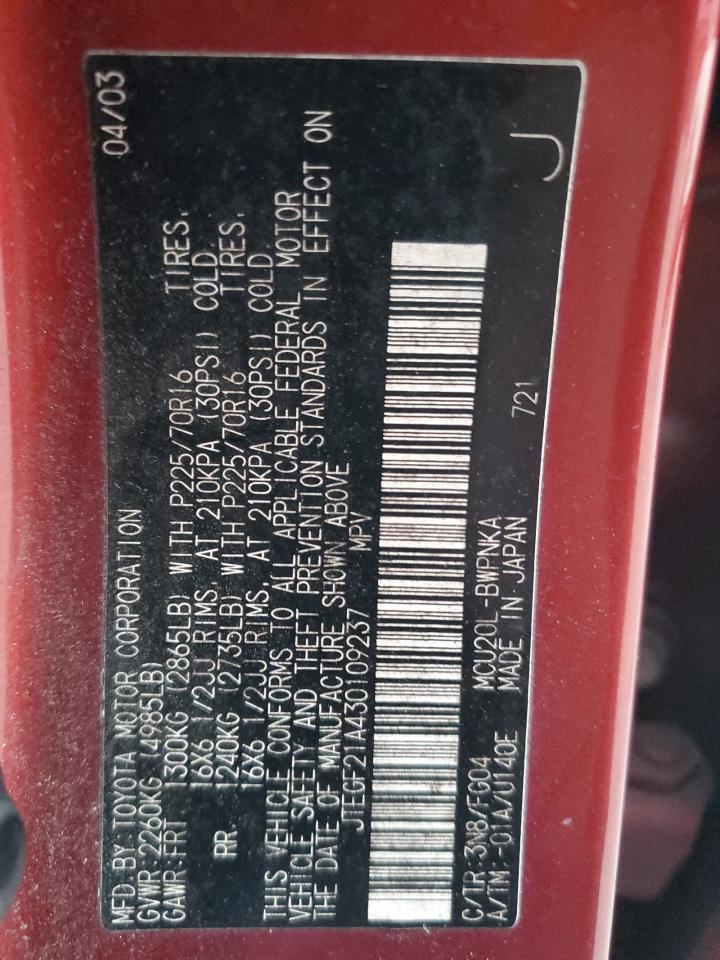 MFD.BY: TOYOTA MOTOR CORPORATION 04/03
GVWR:2260KG (4985LB)
GAWR:FRT 1300KG (2865LB) WITH P225/70R16 TIRES,
16X6 1/2JJ RIMS, AT 210KPA (30PSI) COLD
RR 1240KG (2735LB) WITH P225/70R16 TIRES,
16X6 1/2JJ RIMS, AT 210KPA (30PSI) COLD
THIS VEHICLE CONFORMS TO ALL APPLICABLE FEDERAL MOTOR
VEHICLE SAFETY AND THEFT PREVENTION STANDARDS IN EFFECT ON
THE DATE OF MANUFACTURE SHOWN ABOVE
JTEGF21A430109237 MPV
C/TR:3N8/FG04 MCU20L-BWPNKA
A/TM:-01A/U140E MADE IN JAPAN 721
J